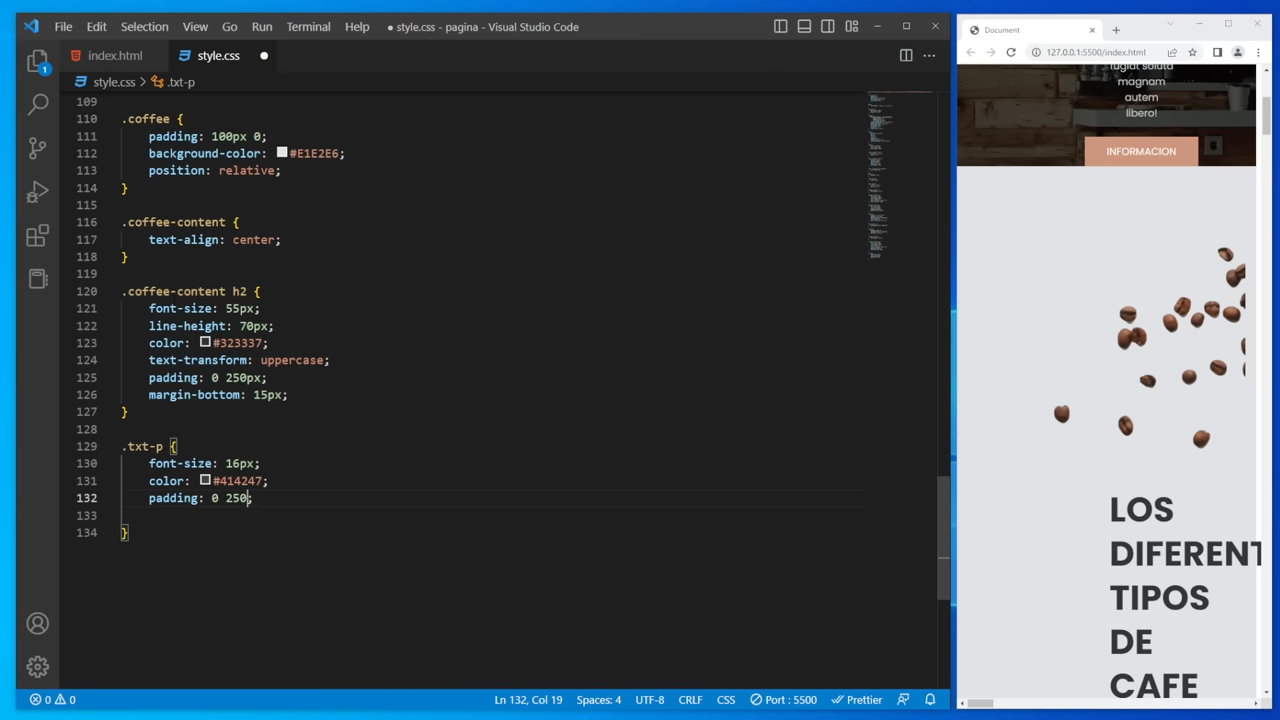 File Edit Selection View Go Run Terminal Help
● style.css - pagina - Visual Studio Code
index.html style.css
style.css > .txt-p
1
109
110 .coffee {
111 padding: 100px 0;
112 background-color: #E1E2E6;
113 position: relative;
114 }
115
116 .coffee-content {
117 text-align: center;
118 }
119
120 .coffee-content h2 {
121 font-size: 55px;
122 line-height: 70px;
123 color: #323337;
124 text-transform: uppercase;
125 padding: 0 250px;
126 margin-bottom: 15px;
127 }
128
129 .txt-p {
130 font-size: 16px;
131 color: #414247;
132 padding: 0 250;
133
134 }
0 0
Ln 132, Col 19 Spaces: 4 UTF-8 CRLF CSS Port : 5500 Prettier
Document
127.0.0.1:5500/index.html
fugiat soluta
magnam
autem
libero!
INFORMACION
LOS
DIFERENT
TIPOS
DE
CAFE